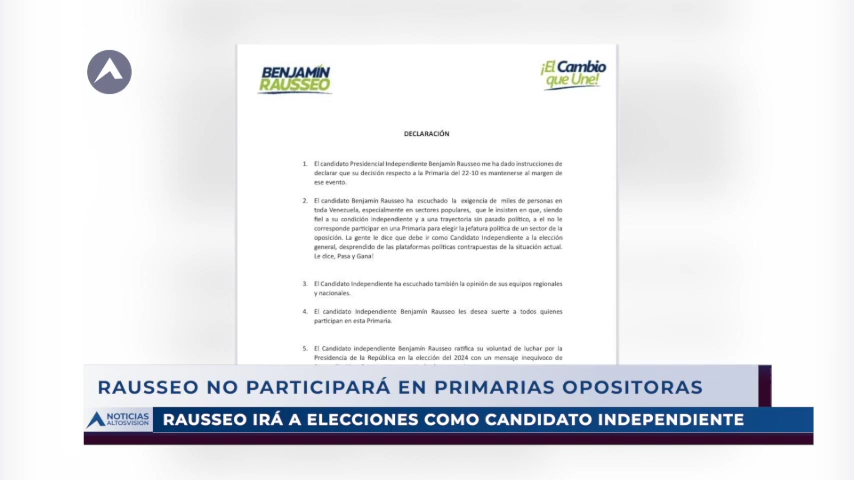 BENJAMÍN
RAUSSEO
¡El Cambio
que Une!
DECLARACIÓN
1. El candidato Presidencial Independiente Benjamín Rausseo me ha dado instrucciones de
declarar que su decisión respecto a la Primaria del 22-10 es mantenerse al margen de
ese evento.
2. El candidato Benjamín Rausseo ha escuchado la exigencia de miles de personas en
toda Venezuela, especialmente en sectores populares, que le insisten en que, siendo
fiel a su condición independiente y a una trayectoria sin pasado político, a el no le
corresponde participar en una Primaria para elegir la jefatura política de un sector de la
oposición. La gente le dice que debe ir como Candidato Independiente a la elección
general, desprendido de las plataformas políticas contrapuestas de la situación actual.
Le dice, Pasa y Gana!
3. El Candidato Independiente ha escuchado también la opinión de sus equipos regionales
y nacionales.
4. El candidato Independiente Benjamín Rausseo les desea suerte a todos quienes
participan en esta Primaria.
5. El Candidato independiente Benjamín Rausseo ratifica su voluntad de luchar por la
Presidencia de la República en la elección del 2024 con un mensaje inequívoco de
RAUSSEO NO PARTICIPARÁ EN PRIMARIAS OPOSITORAS
NOTICIAS
ALTOSVISION
RAUSSEO IRÁ A ELECCIONES COMO CANDIDATO INDEPENDIENTE